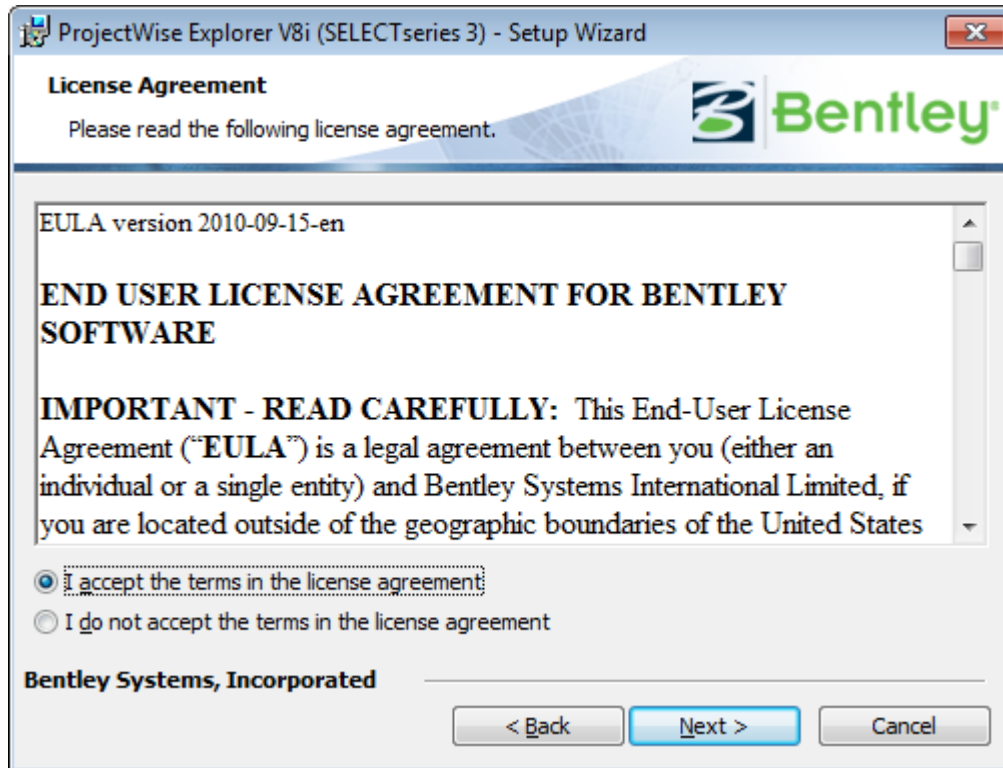 ProjectWise Explorer V8i (SELECTseries 3) - Setup Wizard
License Agreement
Please read the following license agreement.
Bentley®
EULA version 2010-09-15-en
END USER LICENSE AGREEMENT FOR BENTLEY
SOFTWARE
IMPORTANT - READ CAREFULLY: This End-User License
Agreement (“EULA”) is a legal agreement between you (either an
individual or a single entity) and Bentley Systems International Limited, if
you are located outside of the geographic boundaries of the United States
I accept the terms in the license agreement
I do not accept the terms in the license agreement
Bentley Systems, Incorporated
< Back
Next >
Cancel